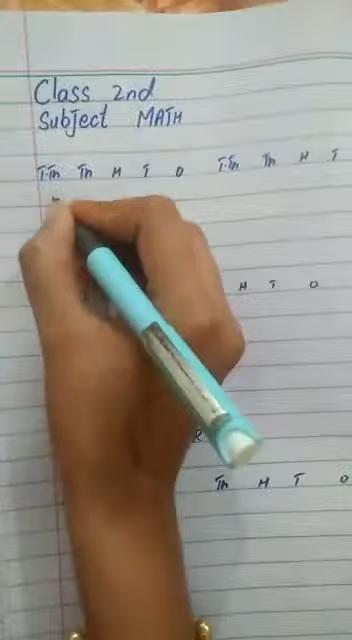 Class 2nd
Subject MATH
T.Th Th H T O T.Th Th H T
H T O
R
Th H T O